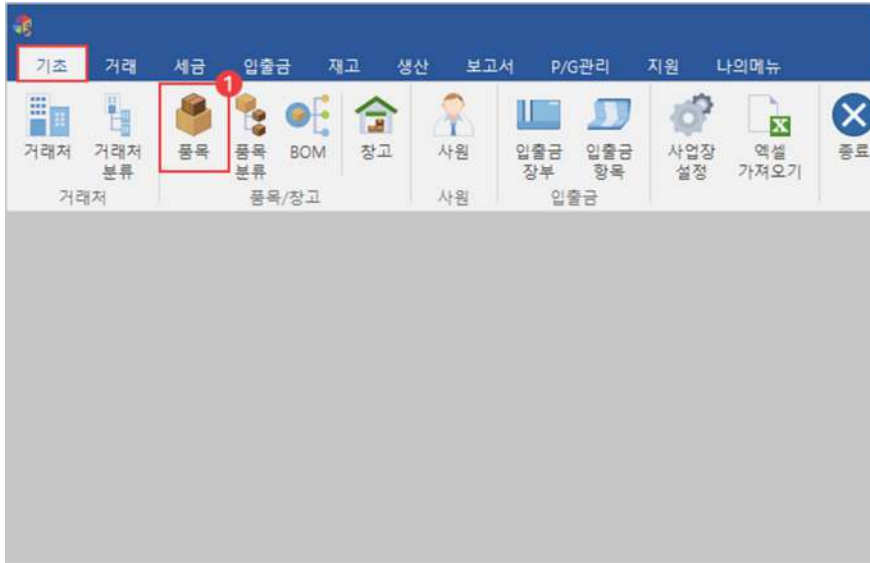 기초 거래 세금 입출금 재고 생산 보고서 P/G관리 지원 나의메뉴
1
거래처 거래처 품목 품목 BOM 창고 사원 입출금 입출금 사업장 엑셀 종료
분류 분류 장부 항목 설정 가져오기
거래처 품목/창고 사원 입출금